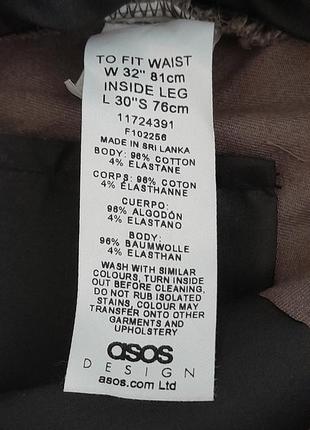 TO FIT WAIST
W 32" 81cm
INSIDE LEG
L 30"S 76cm
11724391
F102256
MADE IN SRI LANKA
BODY: 96% COTTON
4% ELASTANE
CORPS: 96% COTON
4% ÉLASTHANNE
CUERPO:
96% ALGODÓN
4% ELASTANO
BODY:
96% BAUMWOLLE
4% ELASTHAN
WASH WITH SIMILAR
COLOURS, TURN INSIDE
OUT BEFORE CLEANING.
DO NOT RUB ISOLATED
STAINS, COLOUR MAY
TRANSFER ONTO OTHER
GARMENTS AND
UPHOLSTERY
asos
DESIGN
asos.com Ltd